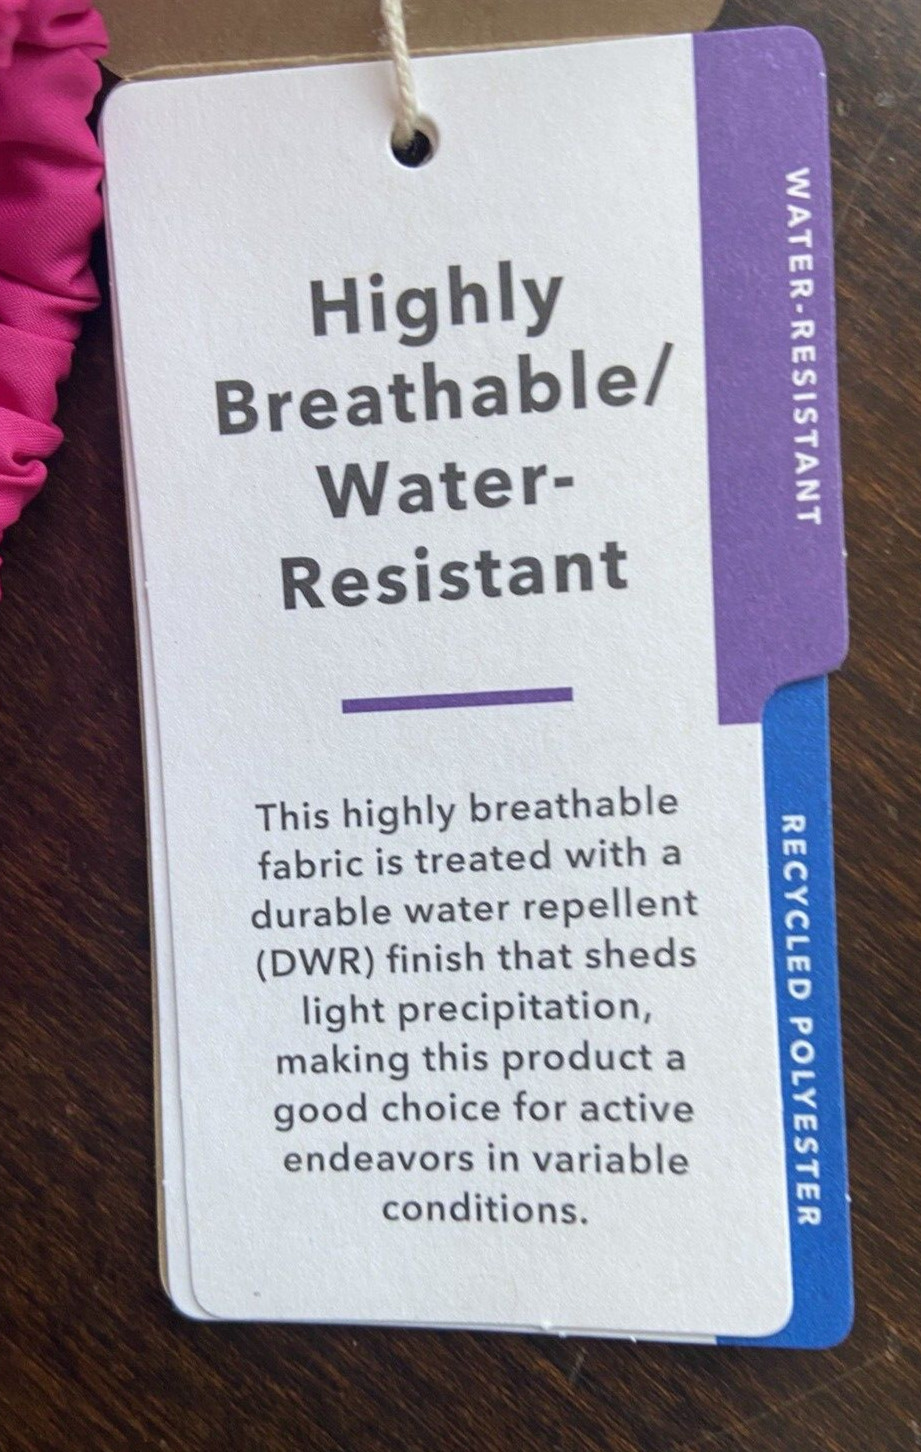 Highly
Breathable/
Water-
Resistant
This highly breathable
fabric is treated with a
durable water repellent
(DWR) finish that sheds
light precipitation,
making this product a
good choice for active
endeavors in variable
conditions.
WATER-RESISTANT
RECYCLED POLYESTER